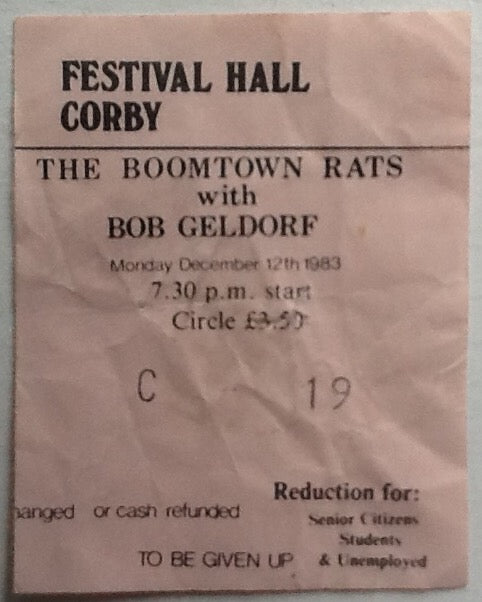 FESTIVAL HALL
CORBY
THE BOOMTOWN RATS
with
BOB GELDORF
Monday December 12th 1983
7.30 p.m. start
Circle £3.50
C 19
Reduction for:
Senior Citizens
Students
& Unemployed
hanged or cash refunded
TO BE GIVEN UP